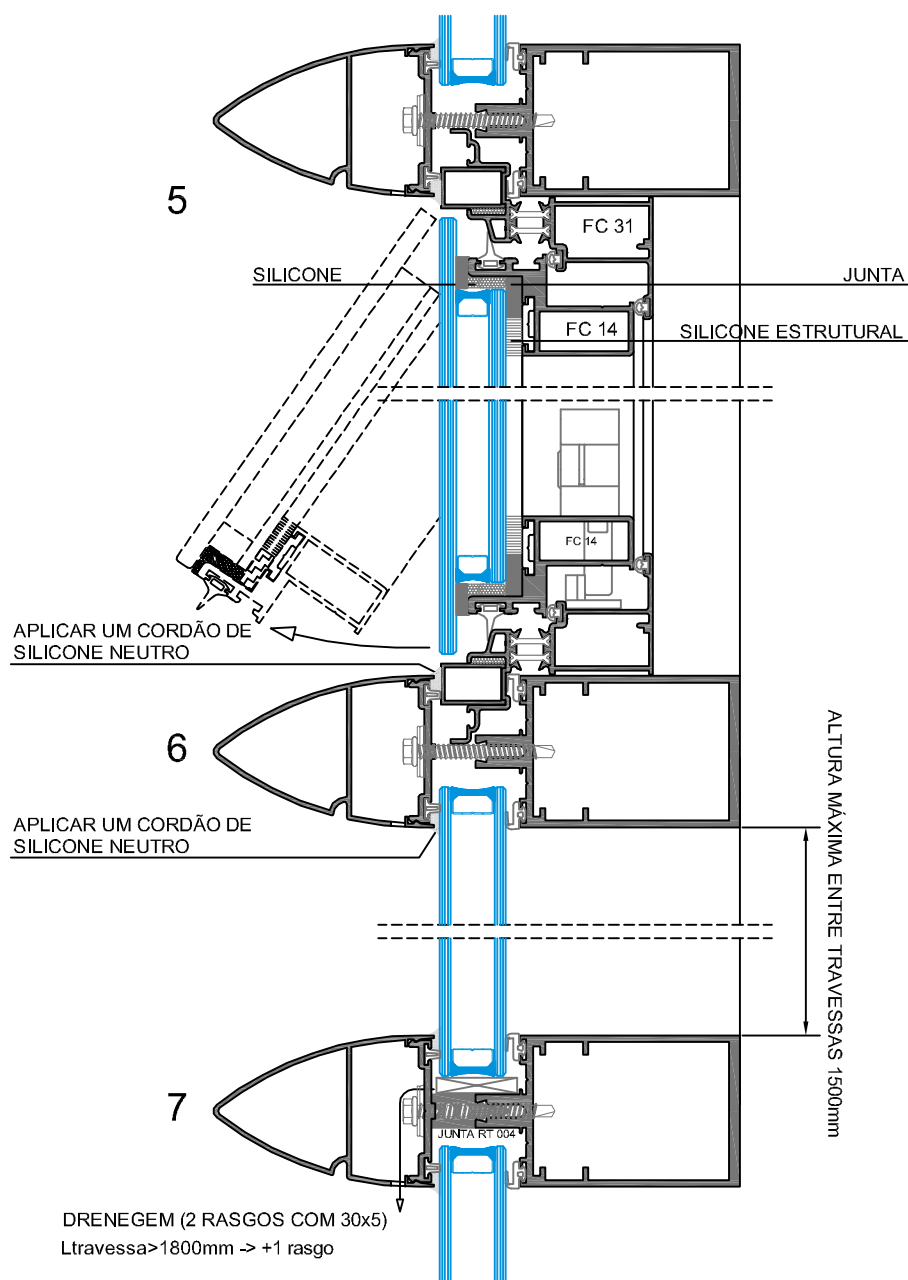 5
FC 31
SILICONE
JUNTA
FC 14
SILICONE ESTRUTURAL
FC 14
APLICAR UM CORDÃO DE
SILICONE NEUTRO
6
ALTURA MÁXIMA ENTRE TRAVESSAS 1500mm
APLICAR UM CORDÃO DE
SILICONE NEUTRO
7
JUNTA RT 004
DRENEGEM (2 RASGOS COM 30x5)
Ltravessa>1800mm -> +1 rasgo